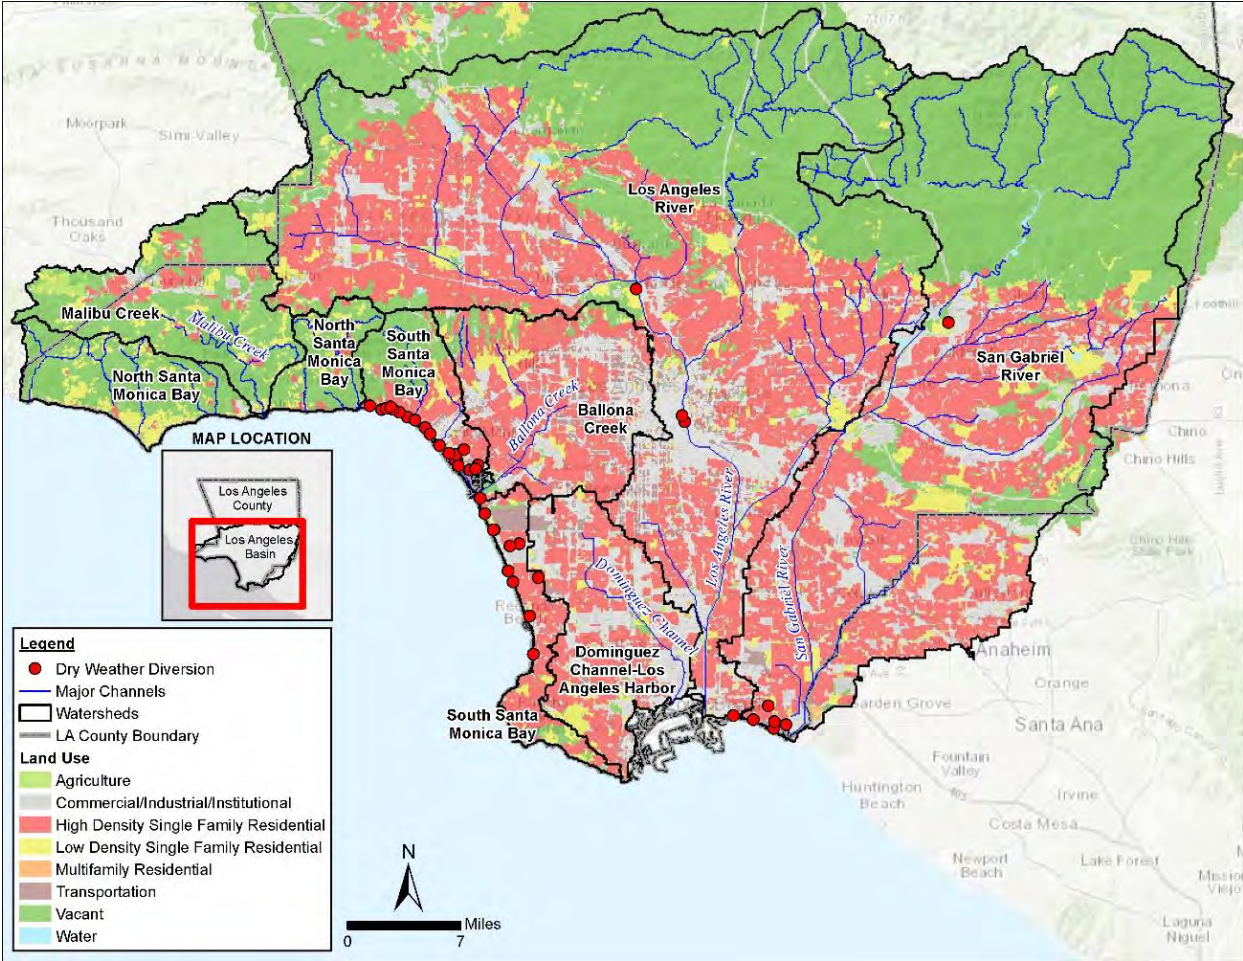 Moorpark
Simi-Valley
Thousand
Oaks
Los Angeles
River
Malibu Creek
Malibu Creek
North
Santa
Monica
Bay
South
Santa
Monica
Bay
North Santa
Monica Bay
San Gabriel
River
Ballona Creek
Ballona
Creek
Chino
Chino Hills
Los Angeles River
San Gabriel River
Dominguez Channel
Dominguez
Channel-Los
Angeles Harbor
South Santa
Monica Bay
Anaheim
Orange
Garden Grove
Santa Ana
Fountain
Valley
Huntington
Beach
405
Irvine
Costa Mesa
Newport
Beach
Lake Forest
Laguna
Niguel
MAP LOCATION
Los Angeles
County
Los Angeles
Basin
Legend
Dry Weather Diversion
Major Channels
Watersheds
LA County Boundary
Land Use
Agriculture
Commercial/Industrial/Institutional
High Density Single Family Residential
Low Density Single Family Residential
Multifamily Residential
Transportation
Vacant
Water
N
Miles
0
7